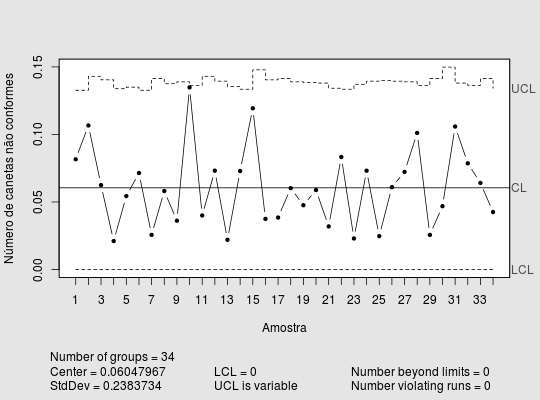 Número de canetas não conformes
0.15
0.10
0.05
0.00
UCL
CL
LCL
1 3 5 7 9 11 13 15 17 19 21 23 25 27 29 31 33
Amostra
Number of groups = 34
Center = 0.06047967 LCL = 0 Number beyond limits = 0
StdDev = 0.2383734 UCL is variable Number violating runs = 0